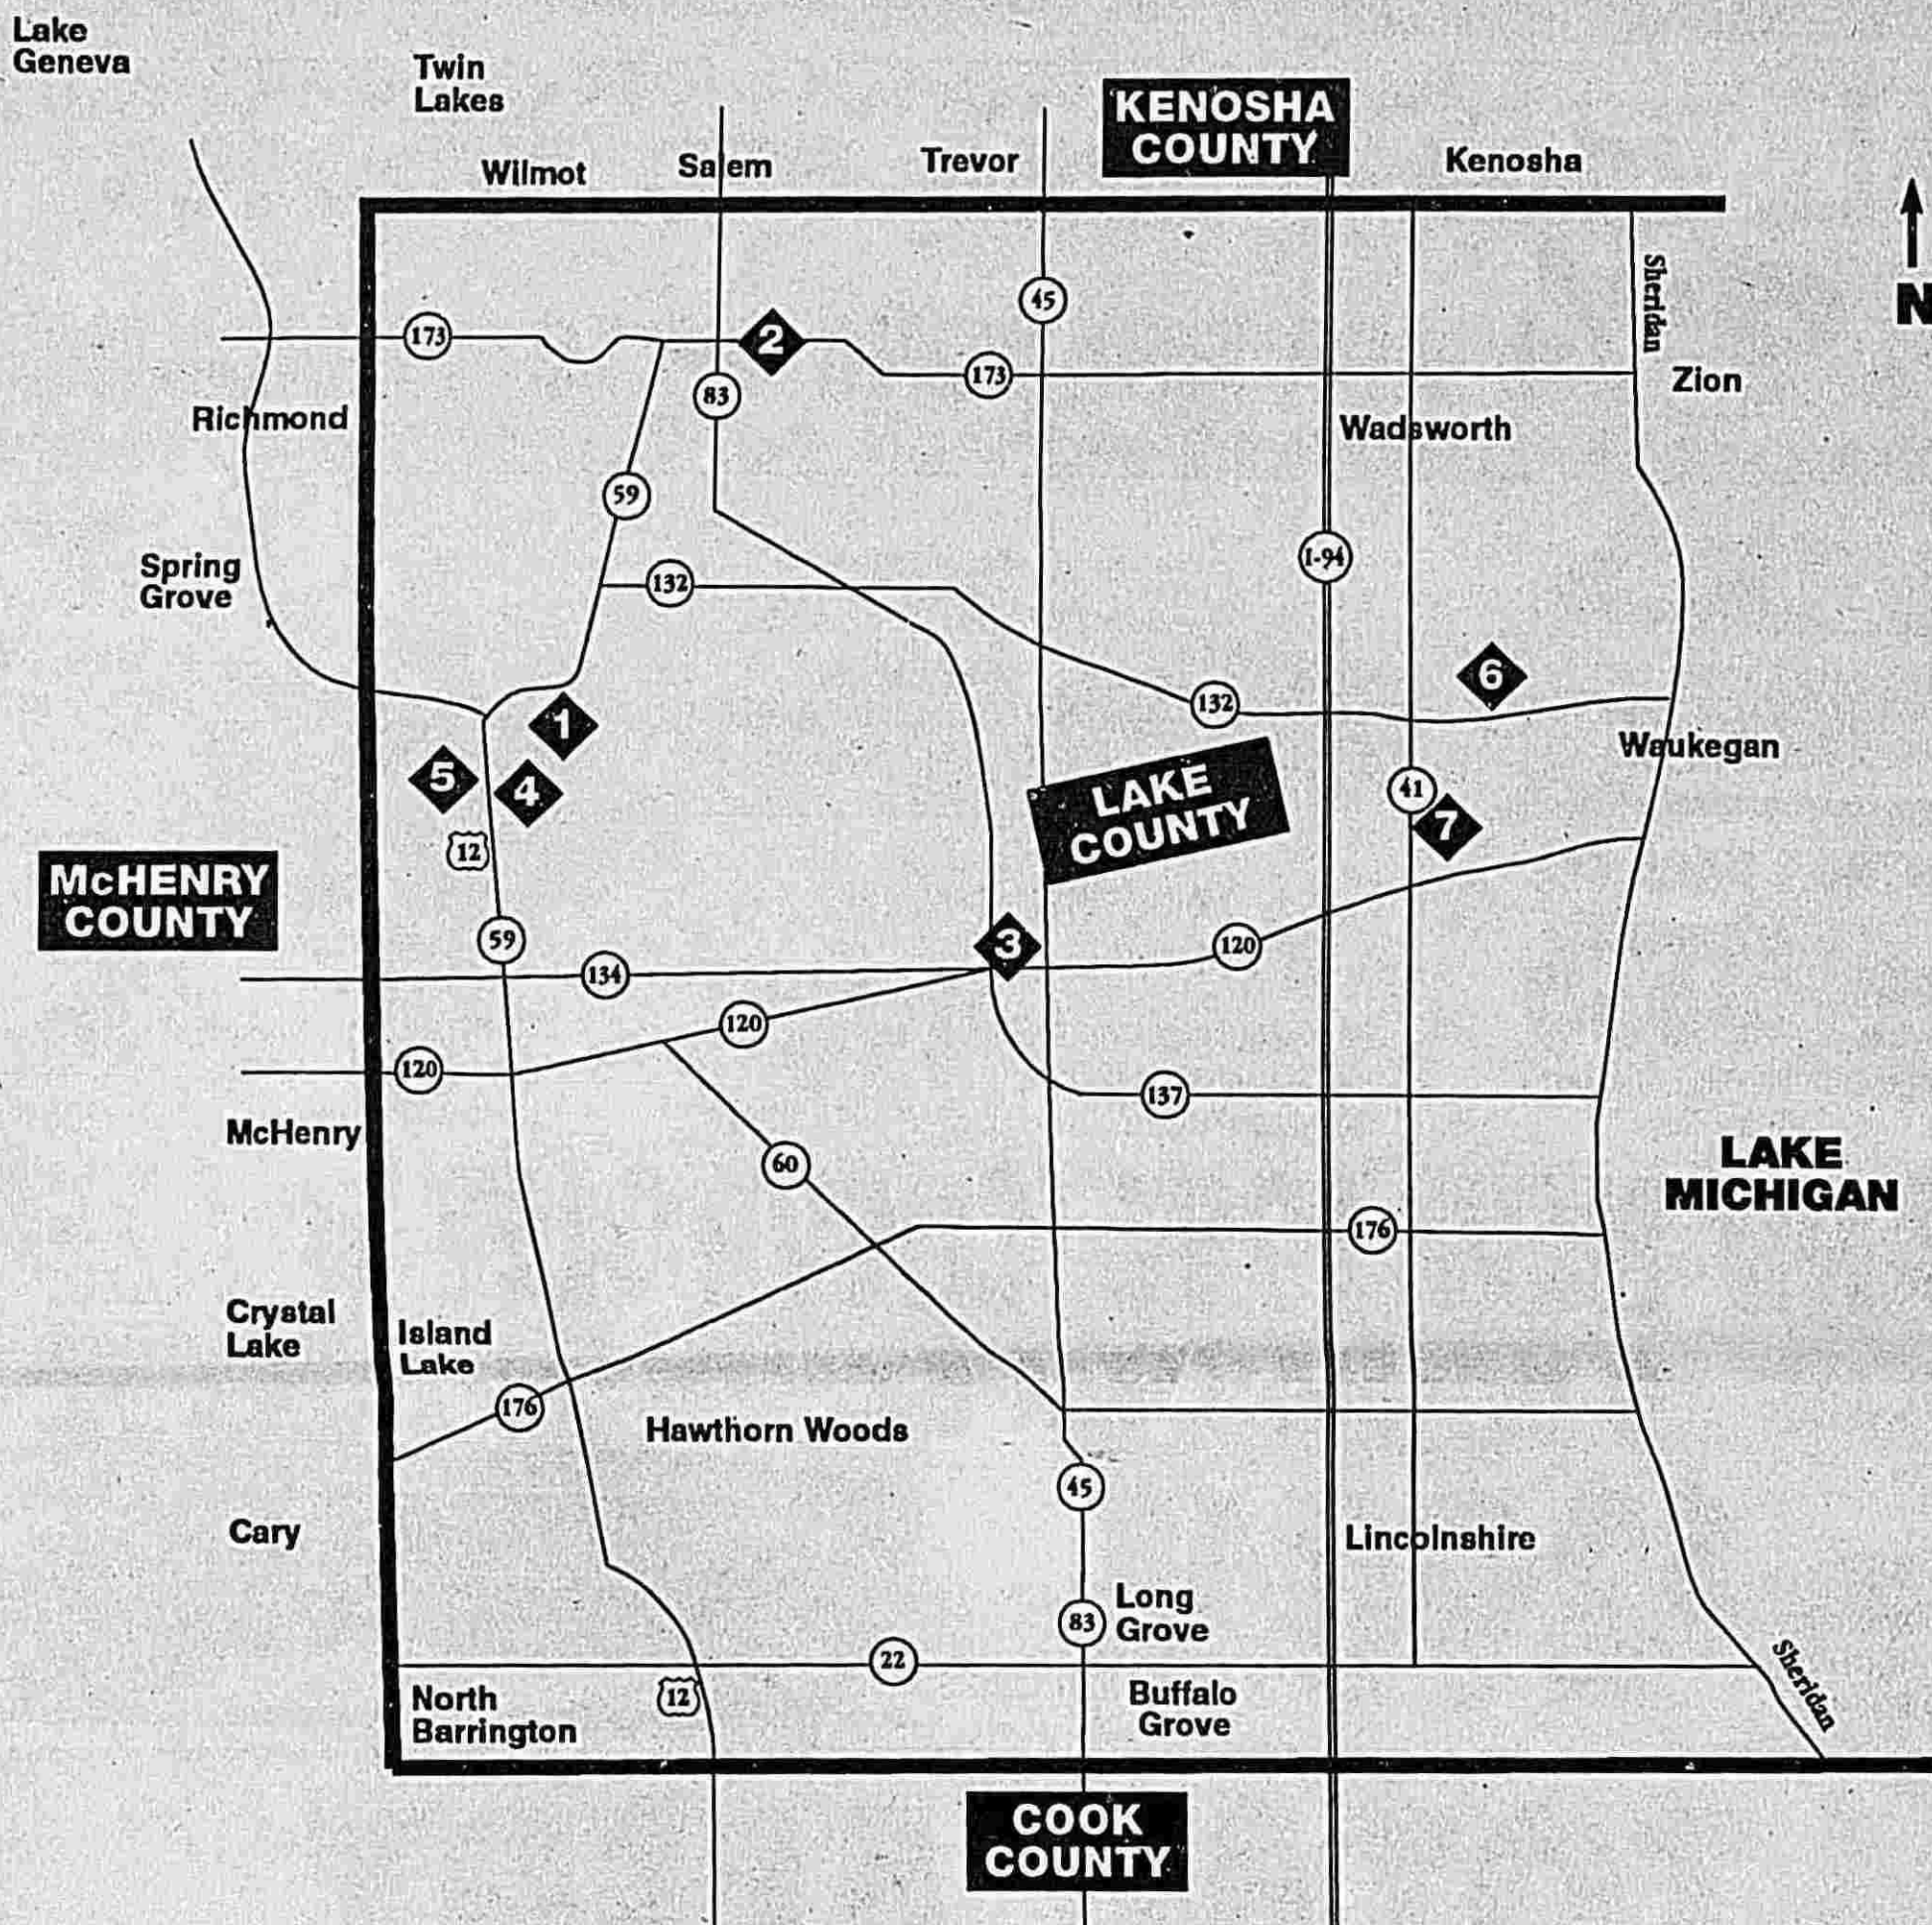 Lake
Geneva
Twin
Lakes
KENOSHA
COUNTY
Wilmot
Salem
Trevor
Kenosha
N
Sheridan
45
173
2
173
83
Zion
Richmond
Wadsworth
59
I-94
Spring
Grove
132
6
132
1
Waukegan
5
4
41
7
LAKE
COUNTY
12
McHENRY
COUNTY
59
3
120
134
120
120
137
McHenry
60
LAKE
MICHIGAN
176
Crystal
Lake
Island
Lake
176
Hawthorn Woods
45
Cary
Lincolnshire
Long
Grove
83
22
Sheridan
North
Barrington
12
Buffalo
Grove
COOK
COUNTY